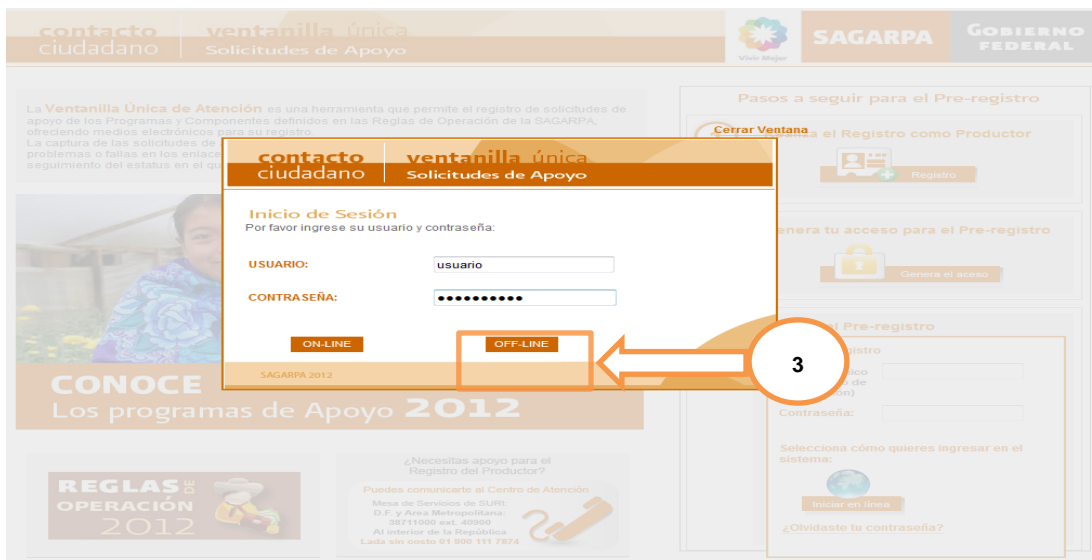 contacto
ciudadano
ventanilla única
Solicitudes de Apoyo
Vivir Mejor
SAGARPA
GOBIERNO
FEDERAL
La Ventanilla Única de Atención es una herramienta que permite el registro de solicitudes de
apoyo de los Programas y Componentes definidos en las Reglas de Operación de la SAGARPA,
ofreciendo medios electrónicos para su registro.
La captura de las solicitudes de
problemas o fallas en los enlace
seguimiento del estatus en el qu
Pasos a seguir para el Pre-registro
Cerrar Ventana
el Registro como Productor
Registro
enera tu acceso para el Pre-registro
Genera el aceso
contacto
ciudadano
ventanilla única
Solicitudes de Apoyo
Inicio de Sesión
Por favor ingrese su usuario y contraseña:
USUARIO:
usuario
CONTRASEÑA:
••••••••••
ON-LINE
OFF-LINE
SAGARPA 2012
3
el Pre-registro
Contraseña:
Selecciona cómo quieres ingresar en el
sistema:
Iniciar en línea
¿Olvidaste tu contraseña?
CONOCE
Los programas de Apoyo 2012
REGLAS DE
OPERACIÓN
2012
¿Necesitas apoyo para el
Registro del Productor?
Puedes comunicarte al Centro de Atención
Mesa de Servicios de SURI:
D.F. y Area Metropolitana:
38711000 ext. 40900
Al interior de la República
Lada sin costo 01 800 111 7874